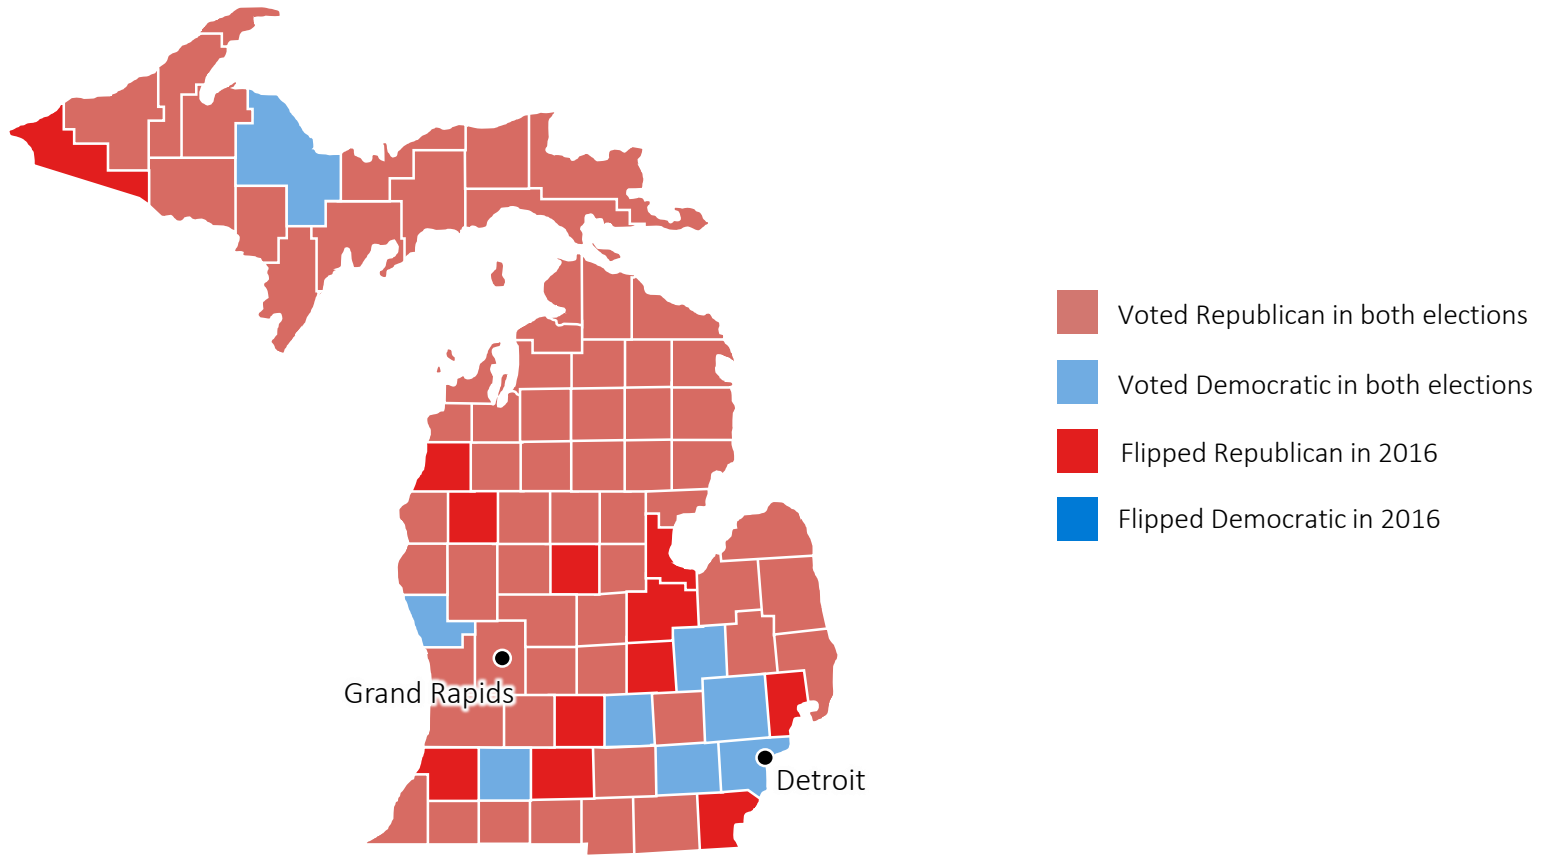 Voted Republican in both elections
Voted Democratic in both elections
Flipped Republican in 2016
Flipped Democratic in 2016
Grand Rapids
Detroit